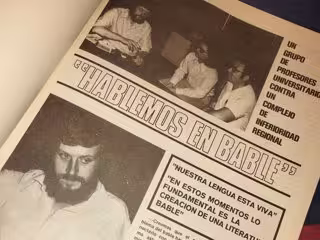 UN
GRUPO
DE
PROFESORES
UNIVERSITARIOS
CONTRA
UN
COMPLEJO
DE
INFERIORIDAD
REGIONAL
"HABLEMOS EN BABLE"
"NUESTRA LENGUA ESTA VIVA"
"EN ESTOS MOMENTOS LO
FUNDAMENTAL ES LA
CREACION DE UNA LITERATURA
BABLE"